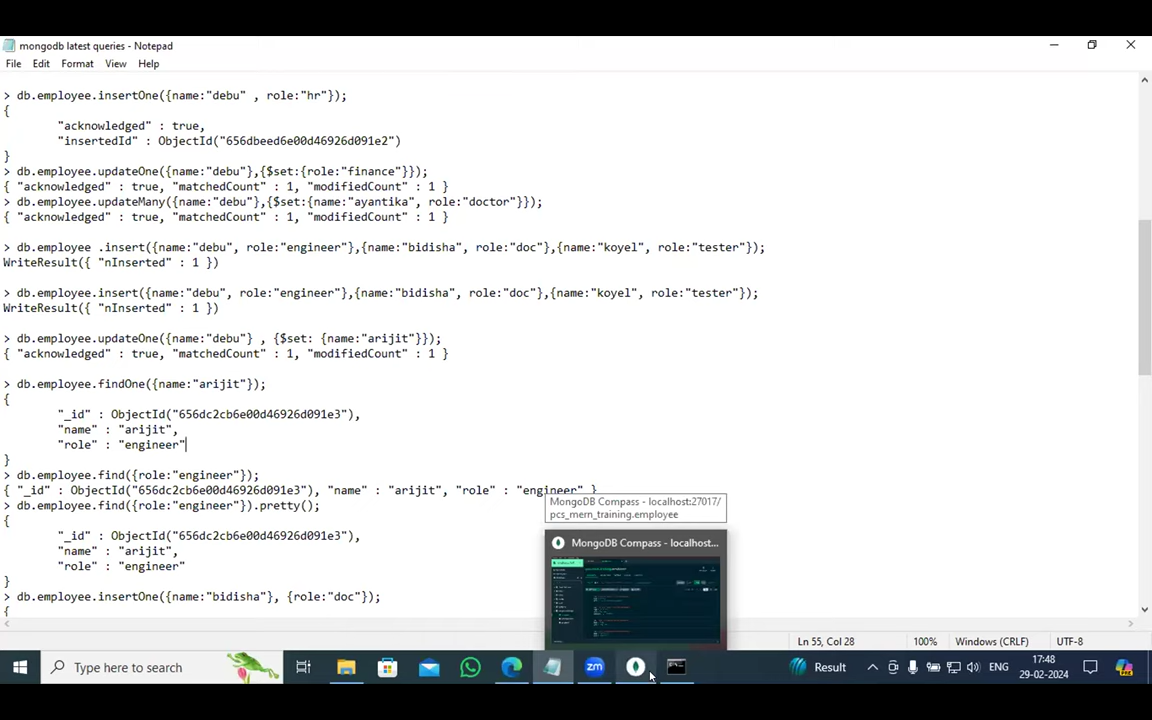 mongodb latest queries - Notepad
File Edit Format View Help
> db.employee.insertOne({name:"debu" , role:"hr"});
{
"acknowledged" : true,
"insertedId" : ObjectId("656dbeed6e00d46926d091e2")
}
> db.employee.updateOne({name:"debu"},{$set:{role:"finance"}});
{ "acknowledged" : true, "matchedCount" : 1, "modifiedCount" : 1 }
> db.employee.updateMany({name:"debu"},{$set:{name:"ayantika", role:"doctor"}});
{ "acknowledged" : true, "matchedCount" : 1, "modifiedCount" : 1 }
> db.employee .insert({name:"debu", role:"engineer"},{name:"bidisha", role:"doc"},{name:"koyel", role:"tester"});
WriteResult({ "nInserted" : 1 })
> db.employee.insert({name:"debu", role:"engineer"},{name:"bidisha", role:"doc"},{name:"koyel", role:"tester"});
WriteResult({ "nInserted" : 1 })
> db.employee.updateOne({name:"debu"} , {$set: {name:"arijit"}});
{ "acknowledged" : true, "matchedCount" : 1, "modifiedCount" : 1 }
> db.employee.findOne({name:"arijit"});
{
"_id" : ObjectId("656dc2cb6e00d46926d091e3"),
"name" : "arijit",
"role" : "engineer"
}
> db.employee.find({role:"engineer"});
{ "_id" : ObjectId("656dc2cb6e00d46926d091e3"), "name" : "arijit", "role" : "engineer" }
> db.employee.find({role:"engineer"}).pretty();
{
"_id" : ObjectId("656dc2cb6e00d46926d091e3"),
"name" : "arijit",
"role" : "engineer"
}
> db.employee.insertOne({name:"bidisha"}, {role:"doc"});
{
MongoDB Compass - localhost:27017/
pcs_mern_training.employee
MongoDB Compass - localhost...
Ln 55, Col 28 100% Windows (CRLF) UTF-8
Type here to search zm Result ENG 17:48
29-02-2024